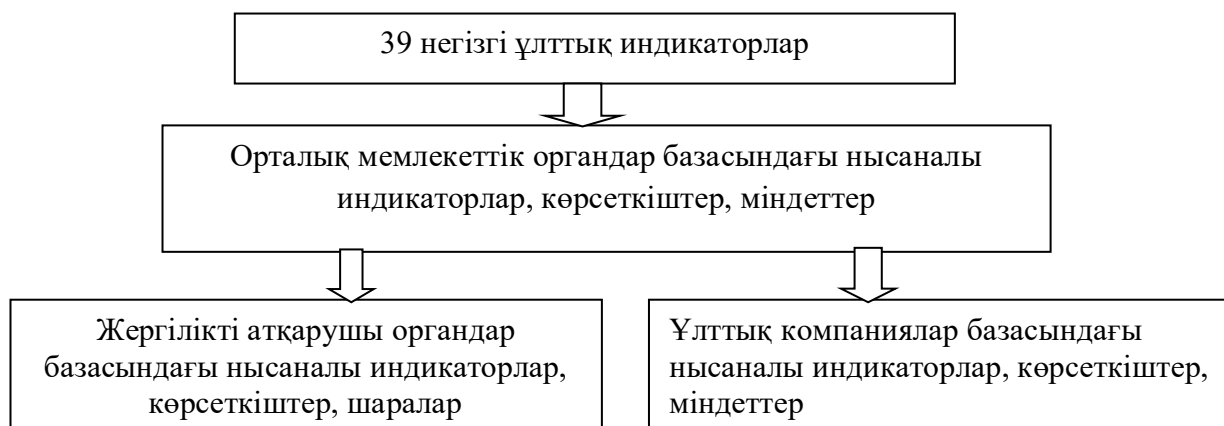 39 негізгі ұлттық индикаторлар
Орталық мемлекеттік органдар базасындағы нысаналы
индикаторлар, көрсеткіштер, міндеттер
Жергілікті атқарушы органдар
базасындағы нысаналы индикаторлар,
көрсеткіштер, шаралар
Ұлттық компаниялар базасындағы
нысаналы индикаторлар, көрсеткіштер,
міндеттер